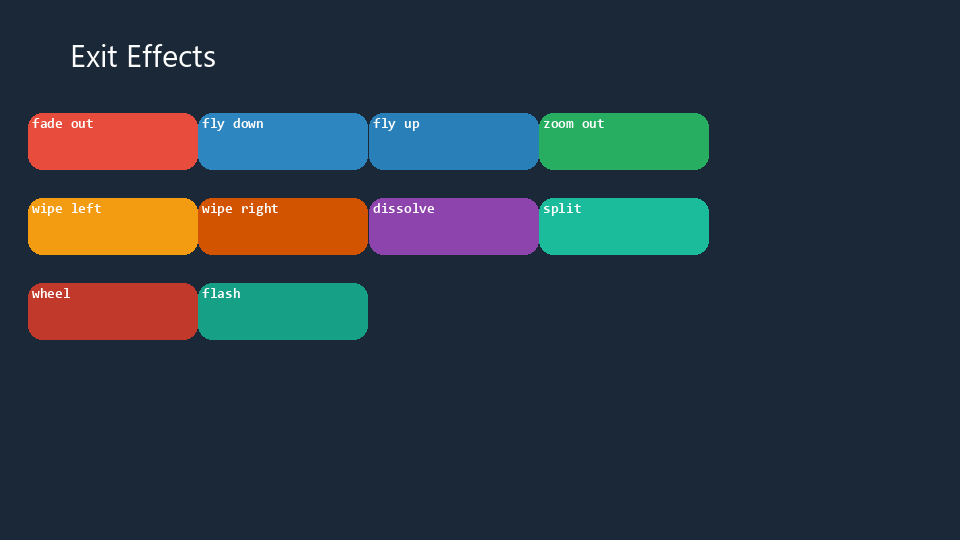 Exit Effects
fade out
fly down
fly up
zoom out
wipe left
wipe right
dissolve
split
wheel
flash